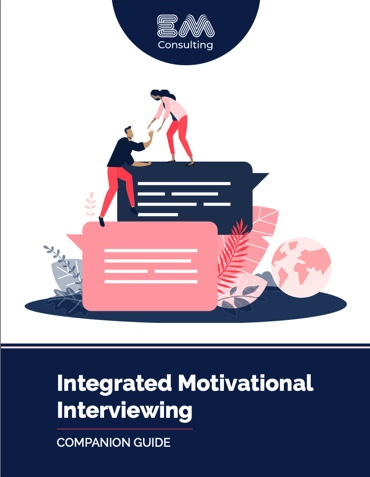 EM
Consulting
Integrated Motivational
Interviewing
COMPANION GUIDE